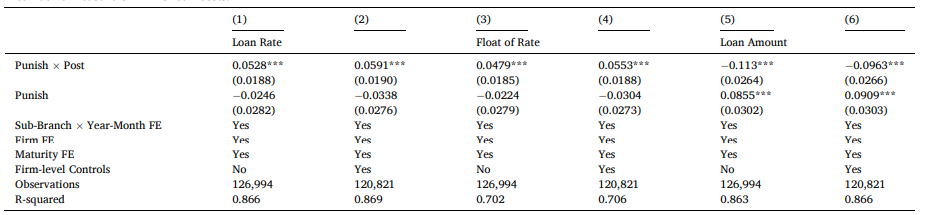 (1) (2) (3) (4) (5) (6)
Loan Rate Float of Rate Loan Amount
Punish × Post 0.0528*** 0.0591*** 0.0479*** 0.0553*** −0.113*** −0.0963***
(0.0188) (0.0190) (0.0185) (0.0188) (0.0264) (0.0266)
Punish −0.0246 −0.0338 −0.0224 −0.0304 0.0855*** 0.0909***
(0.0282) (0.0276) (0.0279) (0.0273) (0.0302) (0.0303)
Sub-Branch × Year-Month FE Yes Yes Yes Yes Yes Yes
Firm FE Yes Yes Yes Yes Yes Yes
Maturity FE Yes Yes Yes Yes Yes Yes
Firm-level Controls No Yes No Yes No Yes
Observations 126,994 120,821 126,994 120,821 126,994 120,821
R-squared 0.866 0.869 0.702 0.706 0.863 0.866